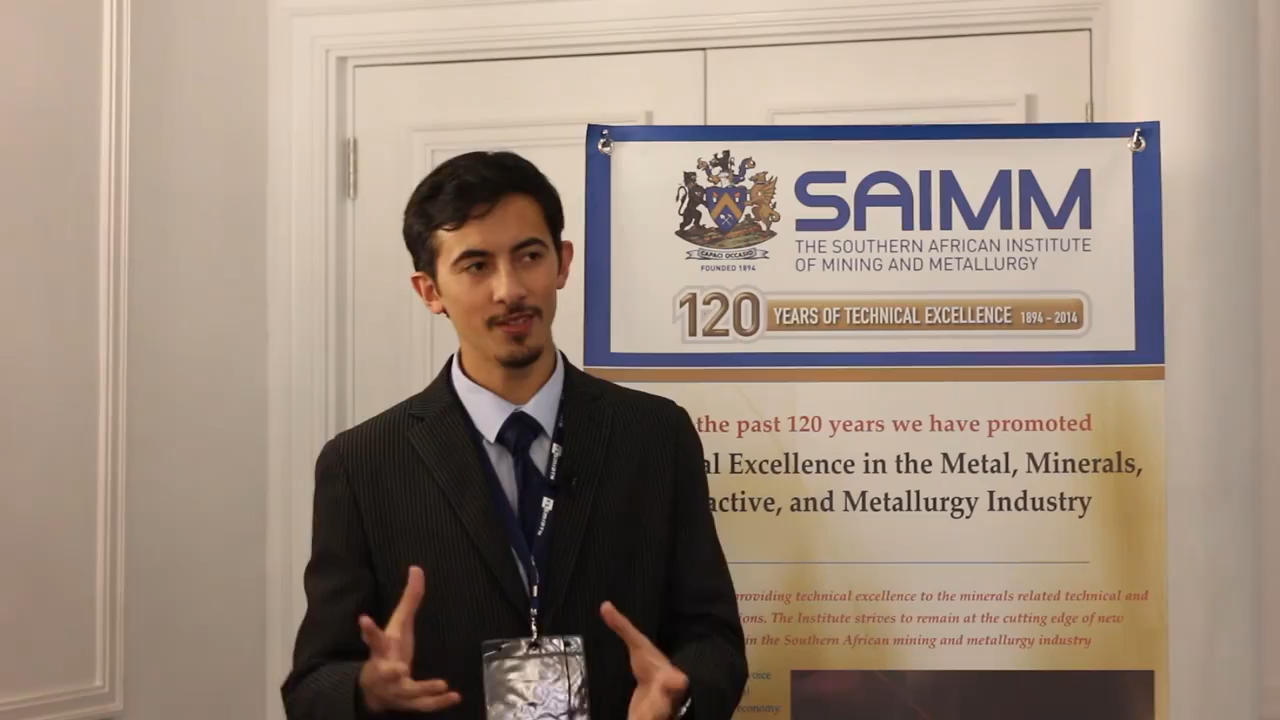 SAIMM
THE SOUTHERN AFRICAN INSTITUTE
OF MINING AND METALLURGY
CAPACI OCCASIO
FOUNDED 1894
120 YEARS OF TECHNICAL EXCELLENCE 1894 - 2014
the past 120 years we have promoted
al Excellence in the Metal, Minerals,
active, and Metallurgy Industry
roviding technical excellence to the minerals related technical and
ons. The Institute strives to remain at the cutting edge of new
in the Southern African mining and metallurgy industry
economy.